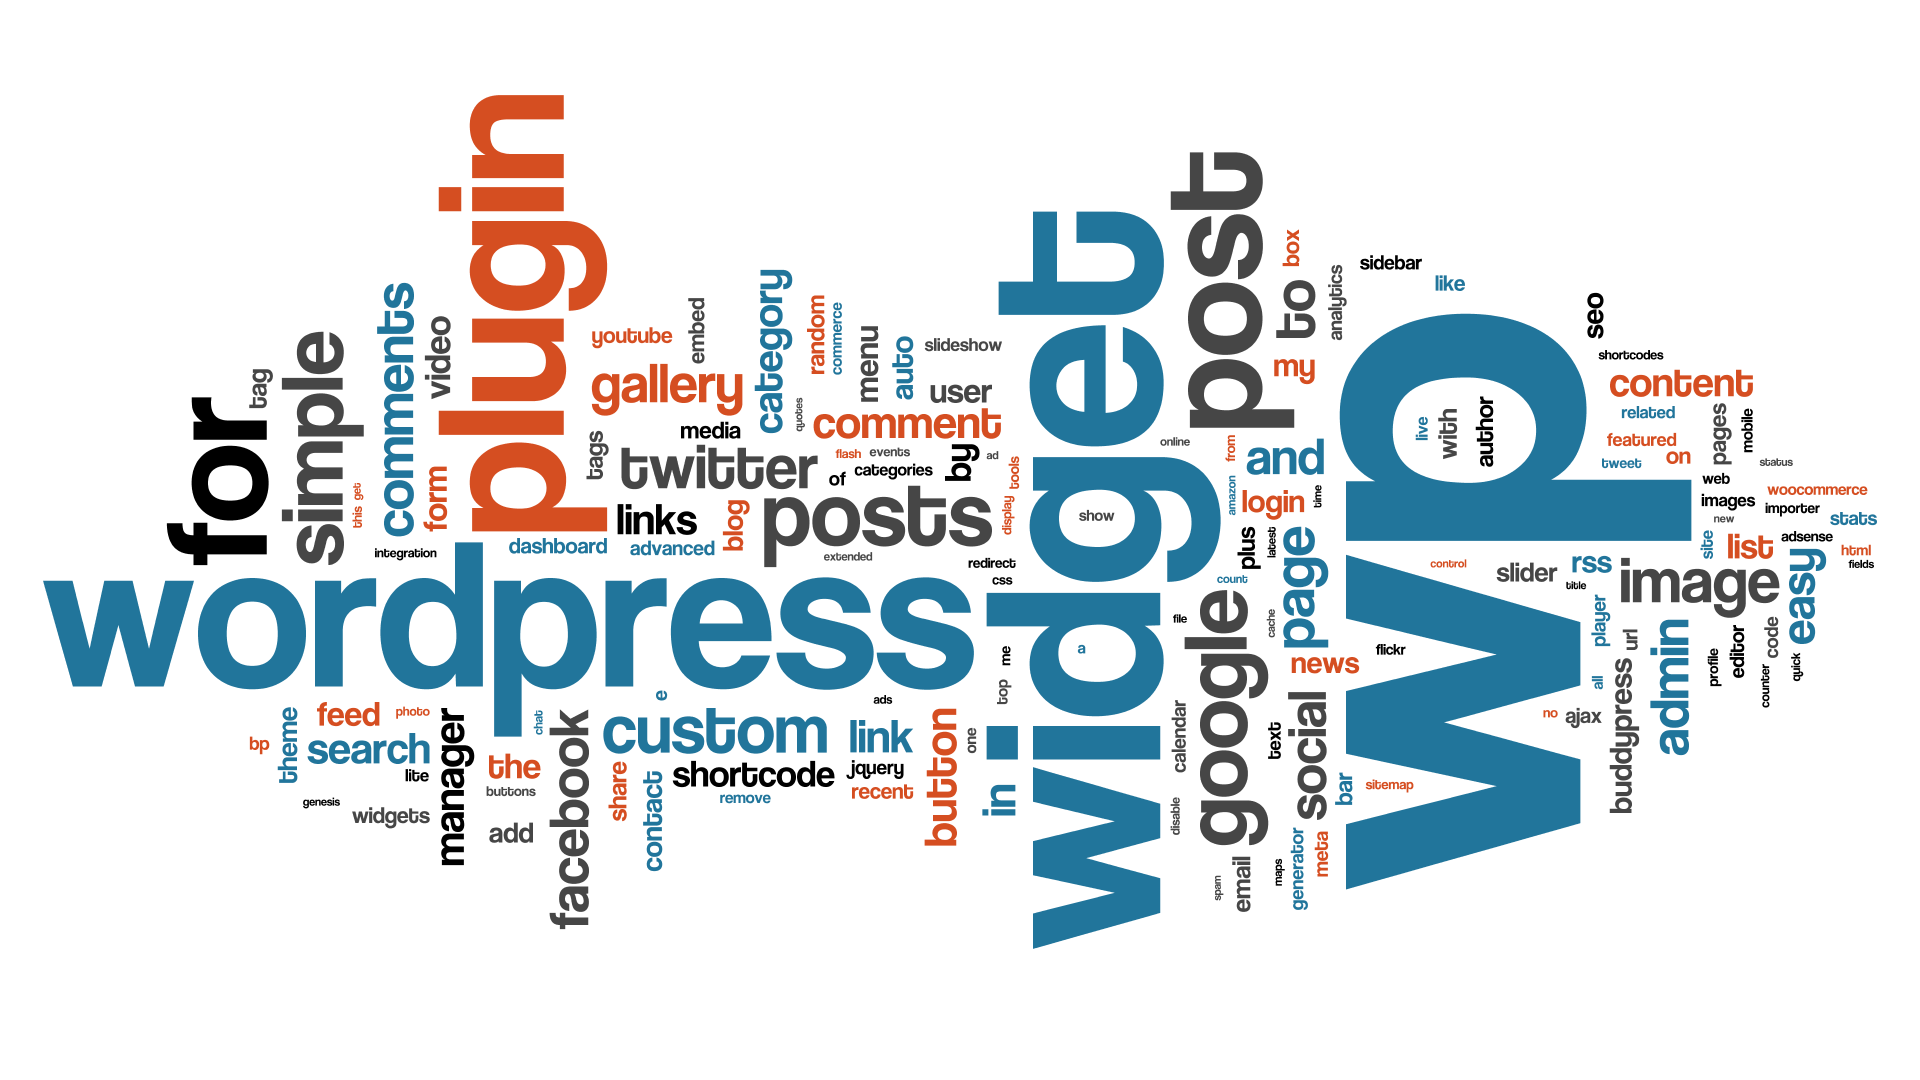 plugin
post
widget
wp
wordpress
for
tag
simple
this
get
comments
video
form
integration
youtube
embed
gallery
category
random
commerce
menu
auto
slideshow
user
quotes
comment
media
tags
twitter
flash
events
of
categories
by
ad
tools
links
blog
posts
display
dashboard
advanced
extended
redirect
css
box
to
analytics
my
sidebar
like
seo
shortcodes
content
related
featured
on
tweet
pages
mobile
status
live
with
author
online
from
and
amazon
login
time
show
plus
latest
page
count
web
images
woocommerce
importer
new
stats
site
list
adsense
html
fields
easy
control
slider
rss
title
image
file
google
cache
news
flickr
player
url
admin
profile
editor
code
counter
quick
a
me
top
in
one
calendar
disable
text
social
bar
sitemap
no
ajax
all
buddypress
spam
email
maps
generator
meta
bp
theme
feed
photo
search
lite
manager
genesis
widgets
the
buttons
add
chat
facebook
e
custom
ads
link
share
contact
shortcode
jquery
remove
recent
button